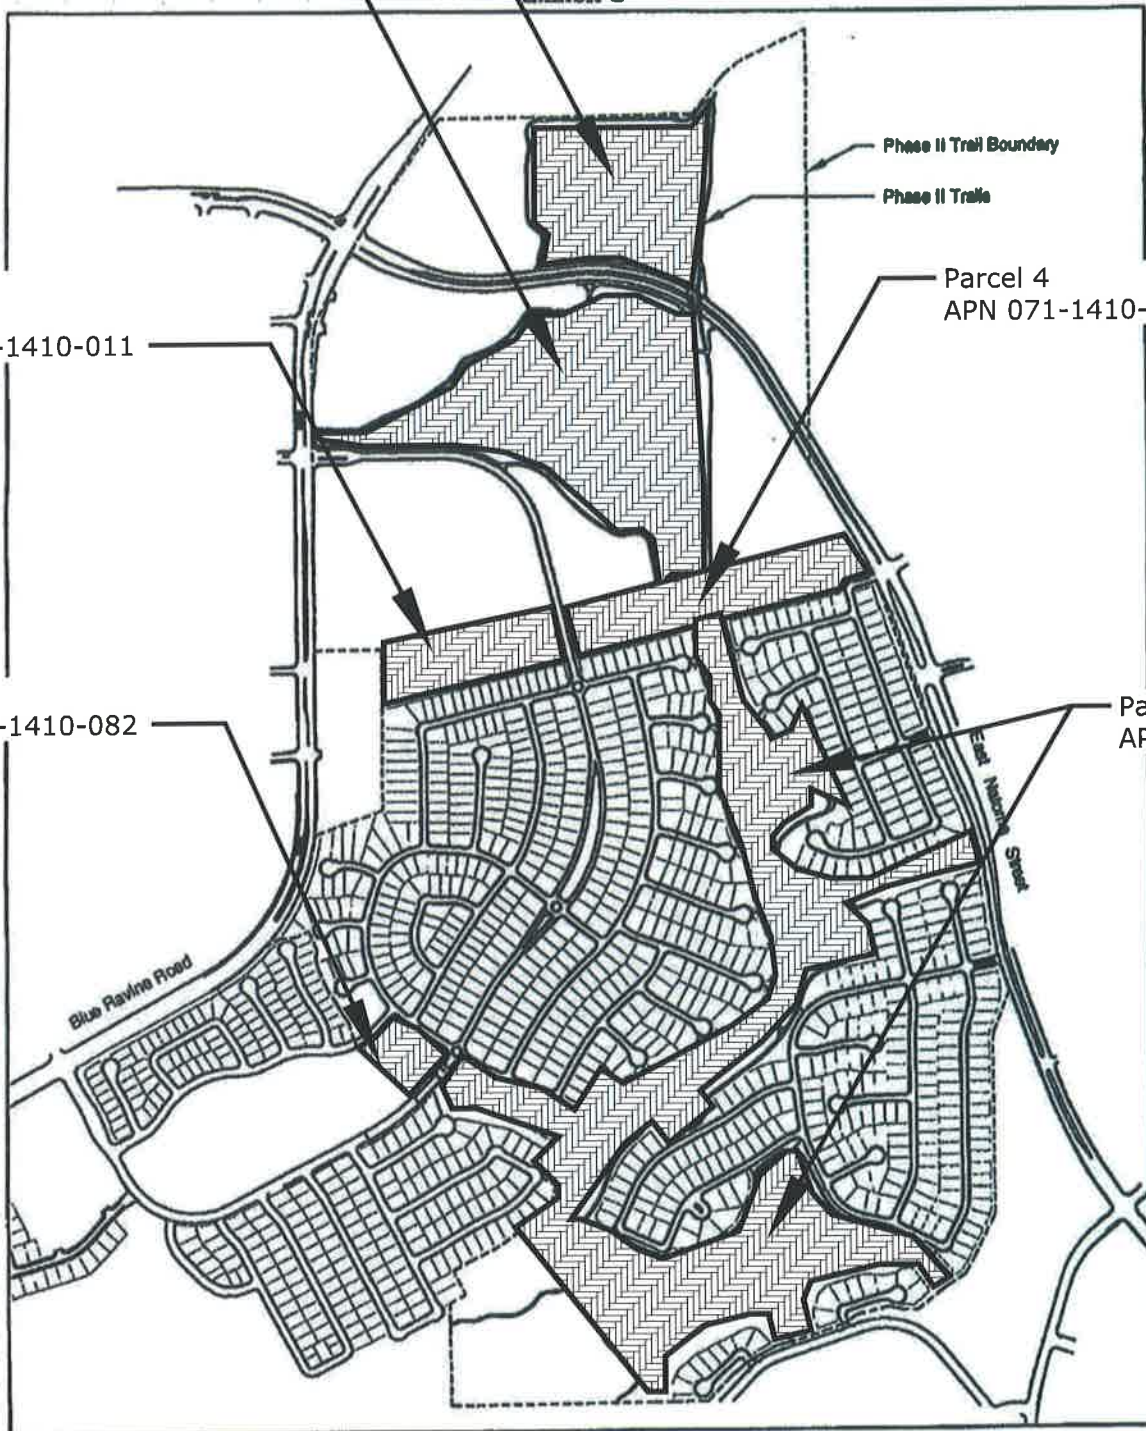 Phase II Trail Boundary
Phase II Trails
Parcel 4
APN 071-1410-
-1410-011
-1410-082
Pa
AP
East Natoma Street
Blue Ravine Road